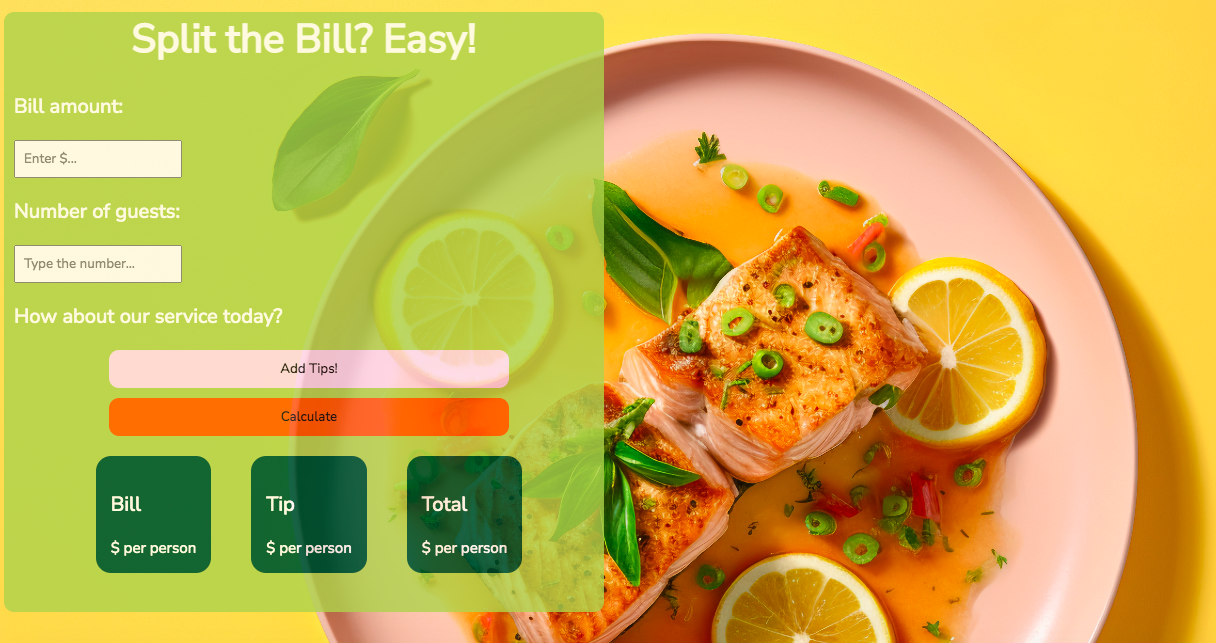 Split the Bill? Easy!
Bill amount:
Enter $...
Number of guests:
Type the number...
How about our service today?
Add Tips!
Calculate
Bill
$ per person
Tip
$ per person
Total
$ per person